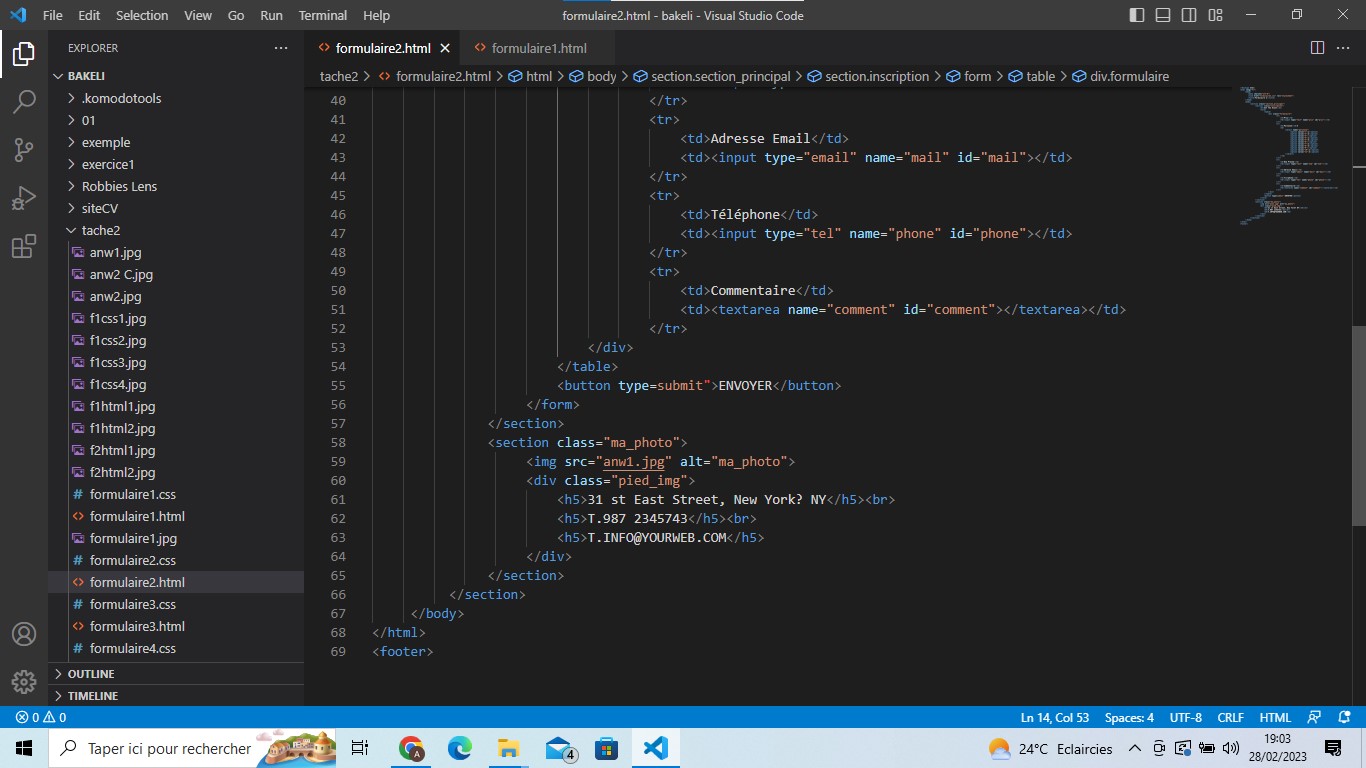 File Edit Selection View Go Run Terminal Help formulaire2.html - bakeli - Visual Studio Code
EXPLORER
BAKELI
.komodotools
01
exemple
exercice1
Robbies Lens
siteCV
tache2
anw1.jpg
anw2 C.jpg
anw2.jpg
f1css1.jpg
f1css2.jpg
f1css3.jpg
f1css4.jpg
f1html1.jpg
f1html2.jpg
f2html1.jpg
f2html2.jpg
formulaire1.css
formulaire1.html
formulaire1.jpg
formulaire2.css
formulaire2.html
formulaire3.css
formulaire3.html
formulaire4.css
OUTLINE
TIMELINE
formulaire2.html formulaire1.html
tache2 > formulaire2.html > html > body > section.section_principal > section.inscription > form > table > div.formulaire
40 </tr>
41 <tr>
42 <td>Adresse Email</td>
43 <td><input type="email" name="mail" id="mail"></td>
44 </tr>
45 <tr>
46 <td>Téléphone</td>
47 <td><input type="tel" name="phone" id="phone"></td>
48 </tr>
49 <tr>
50 <td>Commentaire</td>
51 <td><textarea name="comment" id="comment"></textarea></td>
52 </tr>
53 </div>
54 </table>
55 <button type=submit">ENVOYER</button>
56 </form>
57 </section>
58 <section class="ma_photo">
59 <img src="anw1.jpg" alt="ma_photo">
60 <div class="pied_img">
61 <h5>31 st East Street, New York? NY</h5><br>
62 <h5>T.987 2345743</h5><br>
63 <h5>T.INFO@YOURWEB.COM</h5>
64 </div>
65 </section>
66 </section>
67 </body>
68 </html>
69 <footer>
0 0 Ln 14, Col 53 Spaces: 4 UTF-8 CRLF HTML
Taper ici pour rechercher A 4 24°C Eclaircies 19:03
28/02/2023